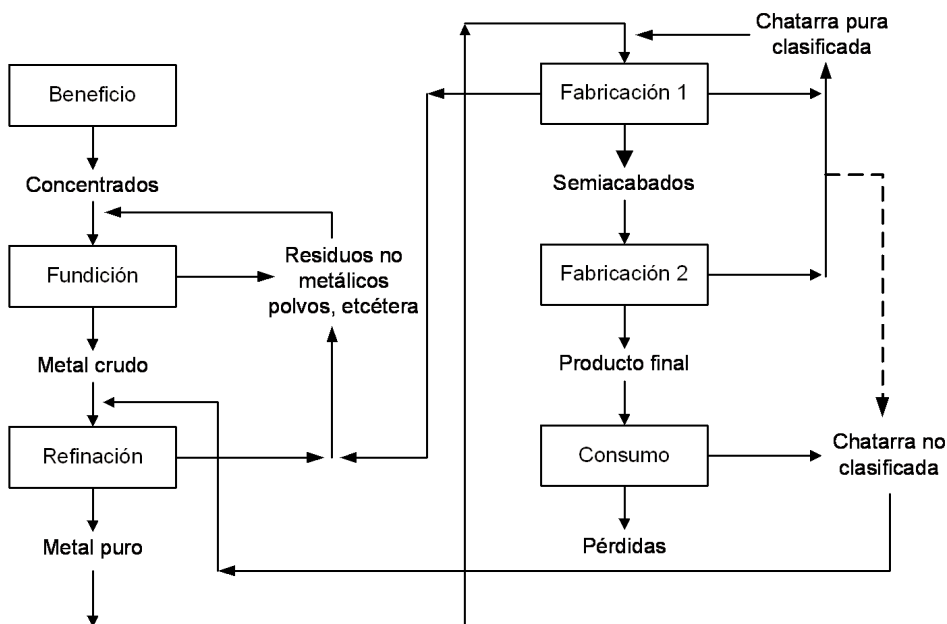 Beneficio
Concentrados
Fundición
Residuos no
metálicos
polvos, etcétera
Metal crudo
Refinación
Metal puro
Chatarra pura
clasificada
Fabricación 1
Semiacabados
Fabricación 2
Producto final
Consumo
Chatarra no
clasificada
Pérdidas